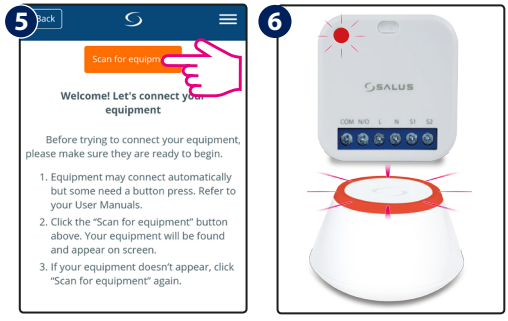 5
Back
Scan for equipm
Welcome! Let's connect your
equipment
Before trying to connect your equipment,
please make sure they are ready to begin.
1. Equipment may connect automatically
but some need a button press. Refer to
your User Manuals.
2. Click the “Scan for equipment” button
above. Your equipment will be found
and appear on screen.
3. If your equipment doesn’t appear, click
“Scan for equipment” again.
6
SALUS
COM N/O L N S1 S2